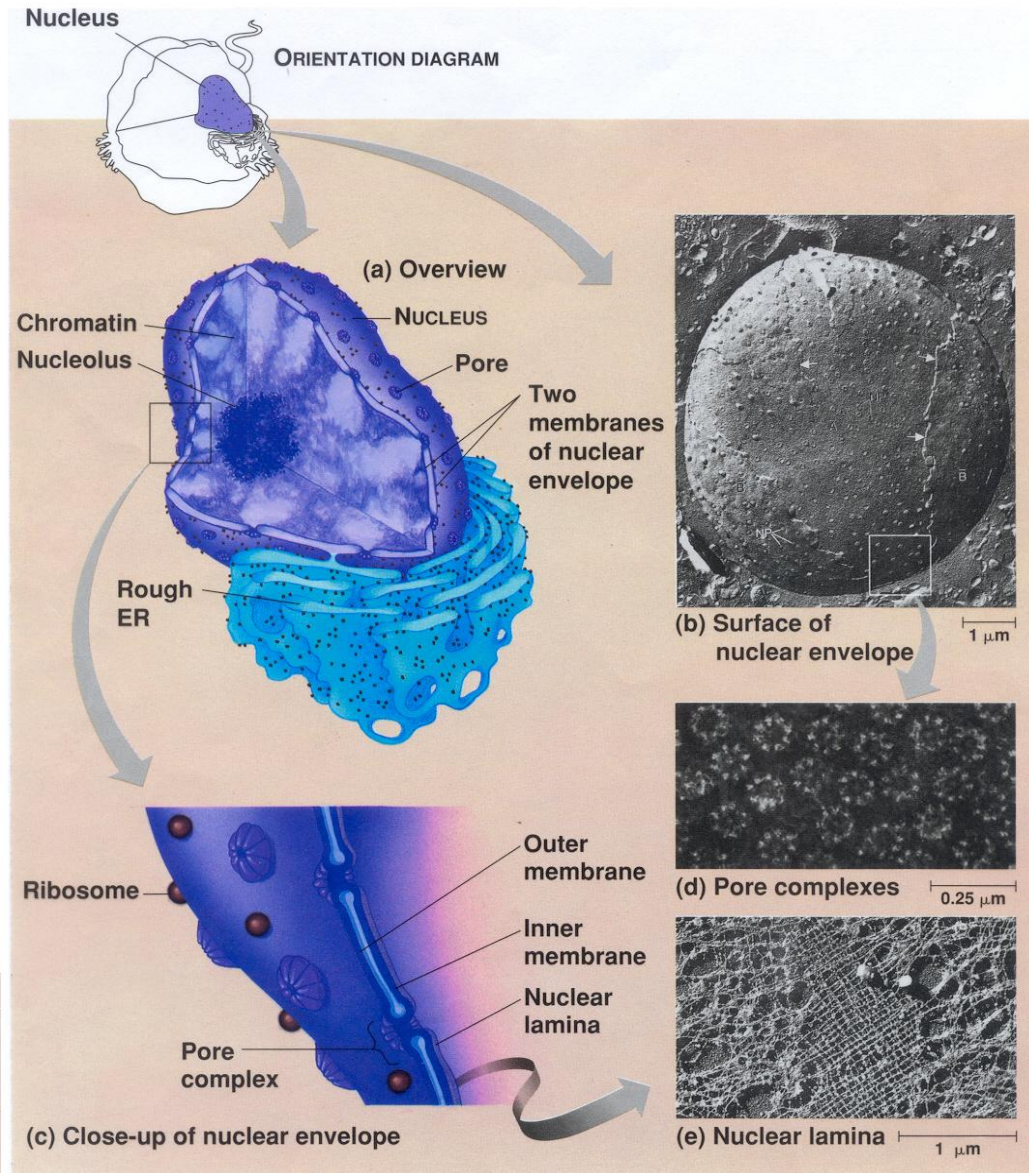 Nucleus
ORIENTATION DIAGRAM
(a) Overview
NUCLEUS
Chromatin
Nucleolus
Pore
Two
membranes
of nuclear
envelope
Rough
ER
A
B
B
NP
(b) Surface of
nuclear envelope
1 µm
(d) Pore complexes
0.25 µm
Ribosome
Outer
membrane
Inner
membrane
Nuclear
lamina
Pore
complex
(c) Close-up of nuclear envelope
(e) Nuclear lamina
1 µm